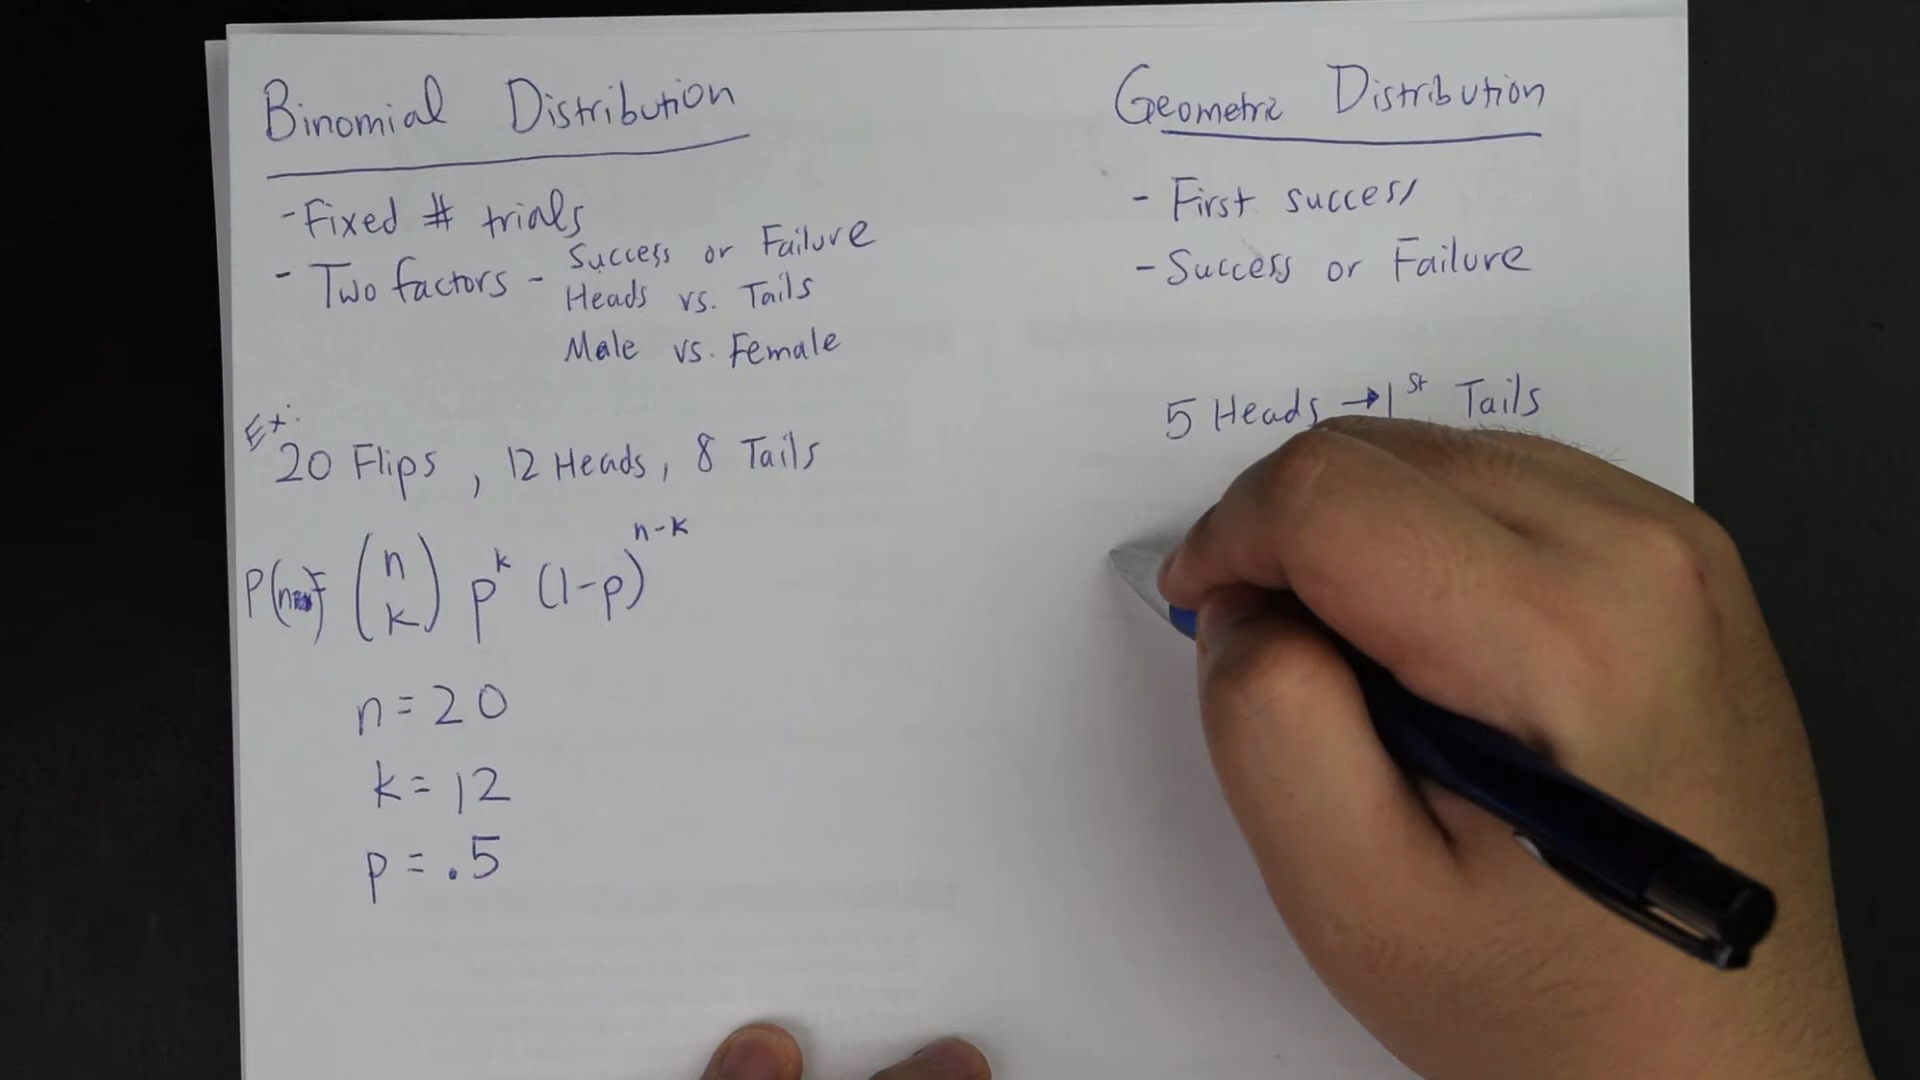 Binomial Distribution
- Fixed # trials
- Two factors - Success or Failure
Heads vs. Tails
Male vs. Female
Ex:
20 Flips, 12 Heads, 8 Tails
P(n)= (n k) p^k (1-p)^n-k
n = 20
k = 12
p = .5
Geometric Distribution
- First success
- Success or Failure
5 Heads → 1st Tails